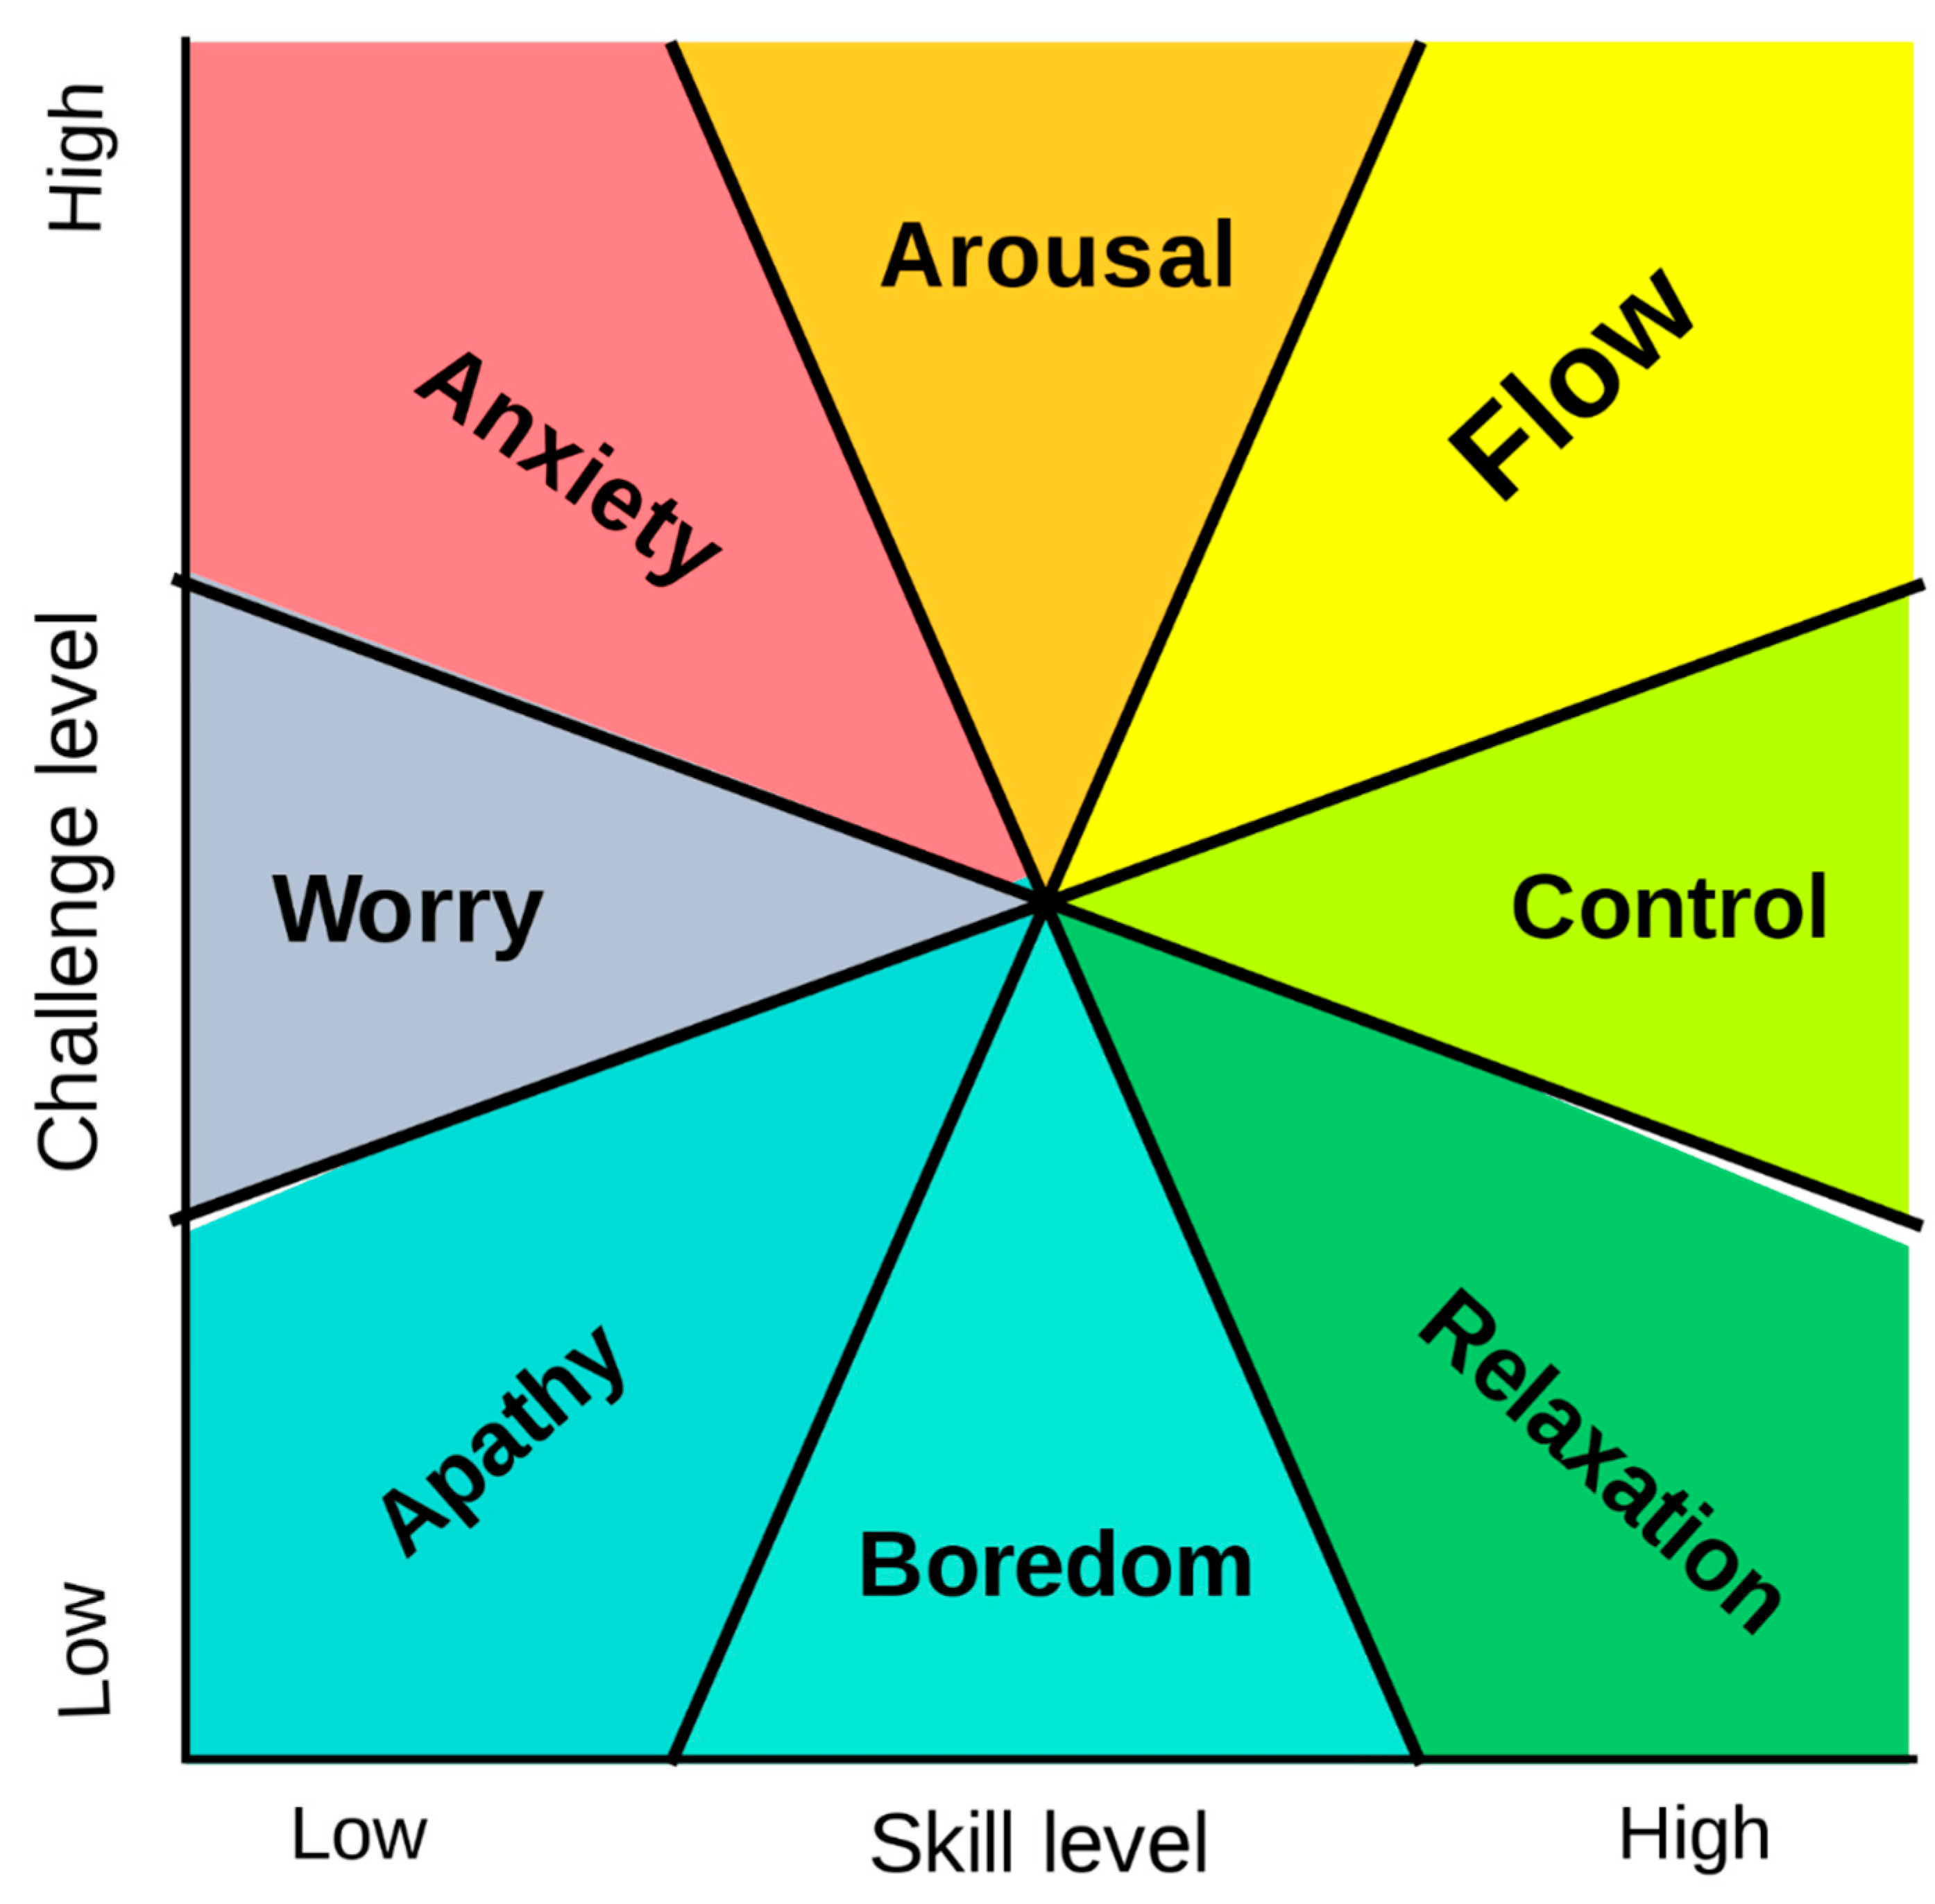 High
Arousal
Flow
Anxiety
Challenge level
Worry
Control
Apathy
Relaxation
Boredom
Low
Low
Skill level
High